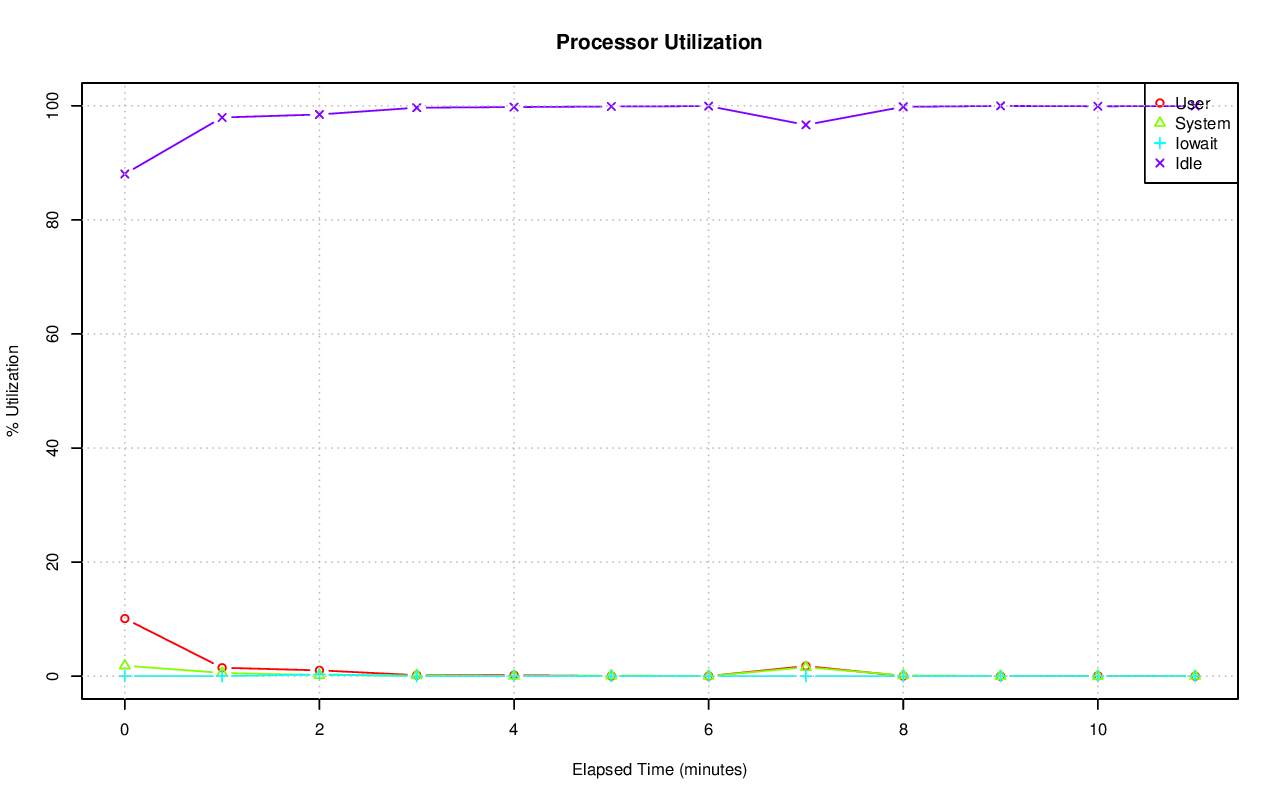 Processor Utilization
100
80
60
40
20
0
% Utilization
User
System
Iowait
Idle
0 2 4 6 8 10
Elapsed Time (minutes)